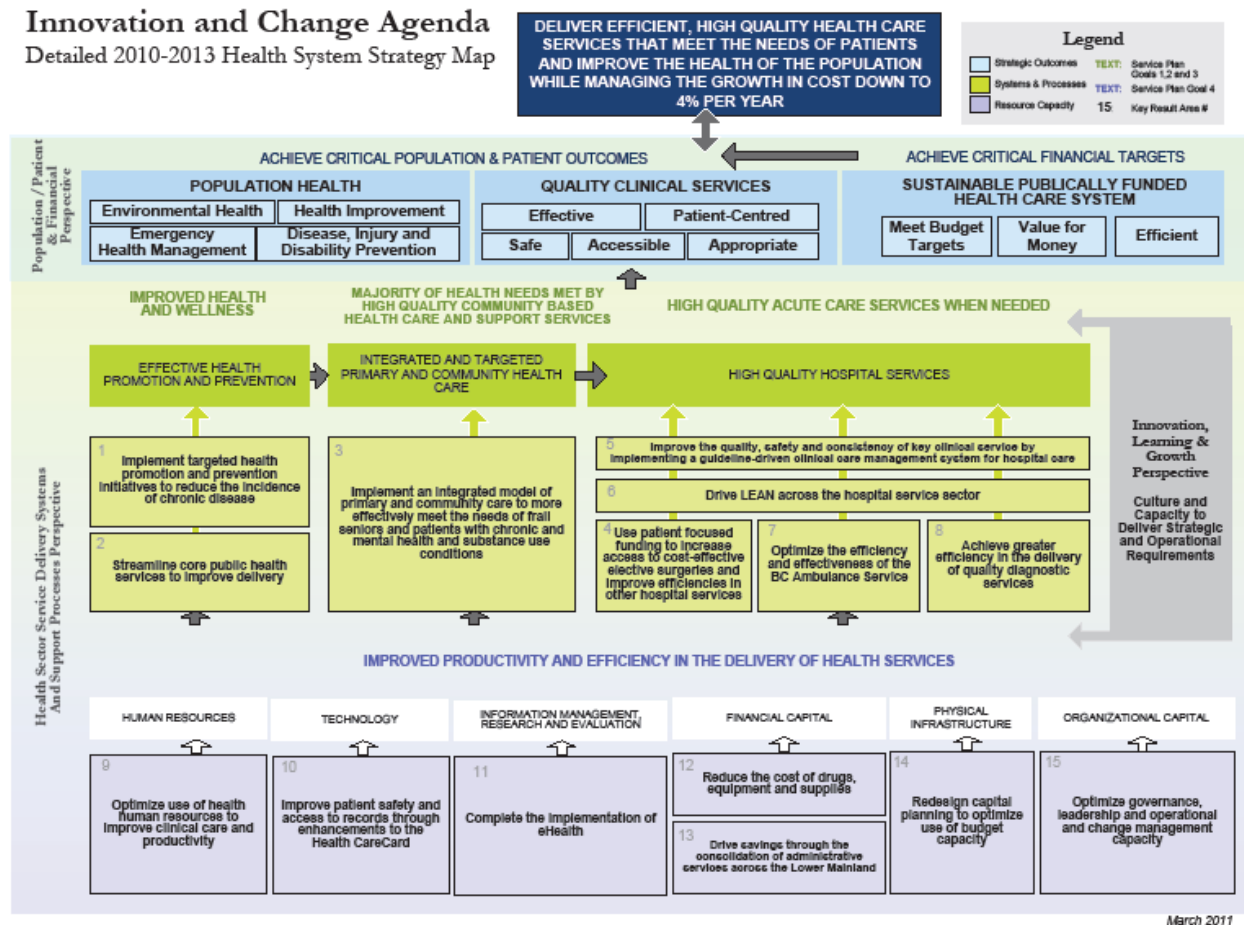 Innovation and Change Agenda
Detailed 2010-2013 Health System Strategy Map
DELIVER EFFICIENT, HIGH QUALITY HEALTH CARE
SERVICES THAT MEET THE NEEDS OF PATIENTS
AND IMPROVE THE HEALTH OF THE POPULATION
WHILE MANAGING THE GROWTH IN COST DOWN TO
4% PER YEAR
Legend
Strategic Outcomes
TEXT: Service Plan
Goals 1,2 and 3
Systems & Processes
TEXT: Service Plan Goal 4
Resource Capacity
15 Key Result Area #
Population / Patient
& Financial
Perspective
ACHIEVE CRITICAL POPULATION & PATIENT OUTCOMES
ACHIEVE CRITICAL FINANCIAL TARGETS
POPULATION HEALTH
Environmental Health
Health Improvement
Emergency
Health Management
Disease, Injury and
Disability Prevention
QUALITY CLINICAL SERVICES
Effective
Patient-Centred
Safe
Accessible
Appropriate
SUSTAINABLE PUBLICALLY FUNDED
HEALTH CARE SYSTEM
Meet Budget
Targets
Value for
Money
Efficient
Health Sector Service Delivery Systems
And Support Processes Perspective
IMPROVED HEALTH
AND WELLNESS
MAJORITY OF HEALTH NEEDS MET BY
HIGH QUALITY COMMUNITY BASED
HEALTH CARE AND SUPPORT SERVICES
HIGH QUALITY ACUTE CARE SERVICES WHEN NEEDED
EFFECTIVE HEALTH
PROMOTION AND PREVENTION
INTEGRATED AND TARGETED
PRIMARY AND COMMUNITY HEALTH
CARE
HIGH QUALITY HOSPITAL SERVICES
1
Implement targeted health
promotion and prevention
initiatives to reduce the incidence
of chronic disease
2
Streamline core public health
services to improve delivery
3
Implement an integrated model of
primary and community care to more
effectively meet the needs of frail
seniors and patients with chronic and
mental health and substance use
conditions
5
Improve the quality, safety and consistency of key clinical service by
implementing a guideline-driven clinical care management system for hospital care
6
Drive LEAN across the hospital service sector
4
Use patient focused
funding to increase
access to cost-effective
elective surgeries and
improve efficiencies in
other hospital services
7
Optimize the efficiency
and effectiveness of the
BC Ambulance Service
8
Achieve greater
efficiency in the delivery
of quality diagnostic
services
Innovation,
Learning &
Growth
Perspective
Culture and
Capacity to
Deliver Strategic
and Operational
Requirements
IMPROVED PRODUCTIVITY AND EFFICIENCY IN THE DELIVERY OF HEALTH SERVICES
HUMAN RESOURCES
TECHNOLOGY
INFORMATION MANAGEMENT,
RESEARCH AND EVALUATION
FINANCIAL CAPITAL
PHYSICAL
INFRASTRUCTURE
ORGANIZATIONAL CAPITAL
9
Optimize use of health
human resources to
improve clinical care and
productivity
10
Improve patient safety and
access to records through
enhancements to the
Health CareCard
11
Complete the implementation of
eHealth
12
Reduce the cost of drugs,
equipment and supplies
13
Drive savings through the
consolidation of administrative
services across the Lower Mainland
14
Redesign capital
planning to optimize
use of budget
capacity
15
Optimize governance,
leadership and operational
and change management
capacity
March 2011